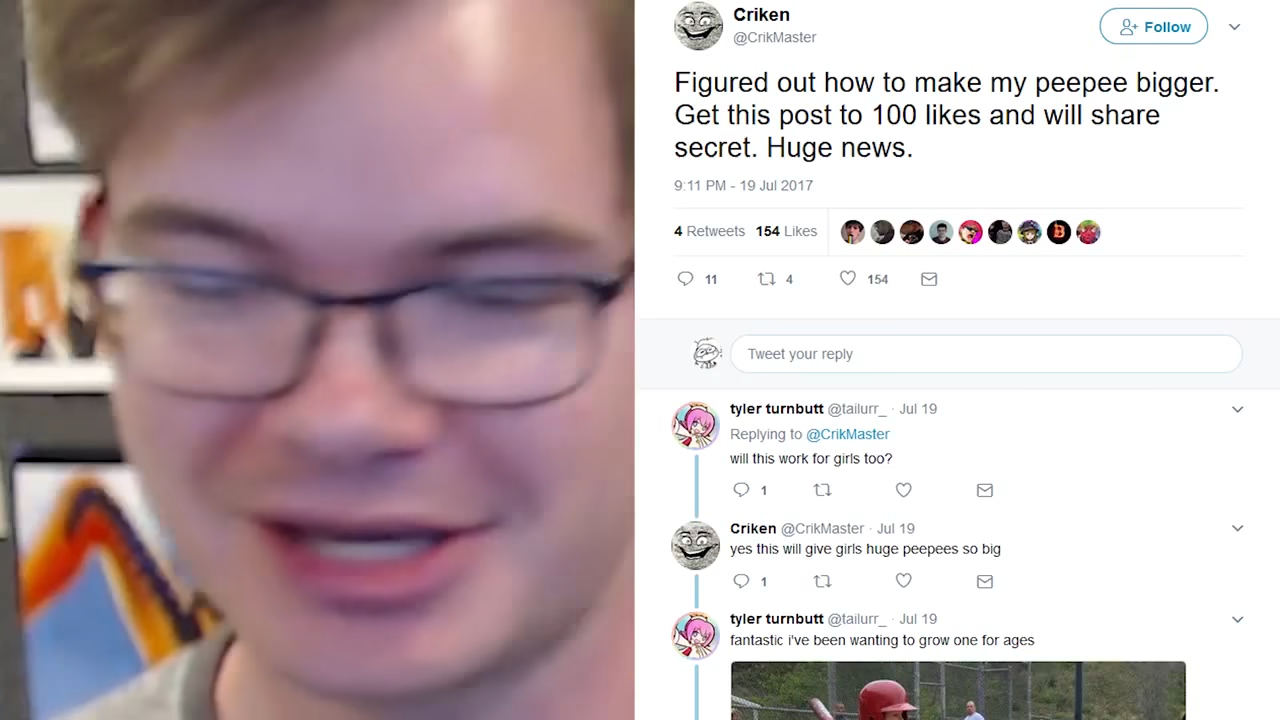 Criken
@CrikMaster
Follow
Figured out how to make my peepee bigger.
Get this post to 100 likes and will share
secret. Huge news.
9:11 PM - 19 Jul 2017
4 Retweets 154 Likes
11 4 154
Tweet your reply
tyler turnbutt @tailurr_ · Jul 19
Replying to @CrikMaster
will this work for girls too?
1
Criken @CrikMaster · Jul 19
yes this will give girls huge peepees so big
1
tyler turnbutt @tailurr_ · Jul 19
fantastic i've been wanting to grow one for ages